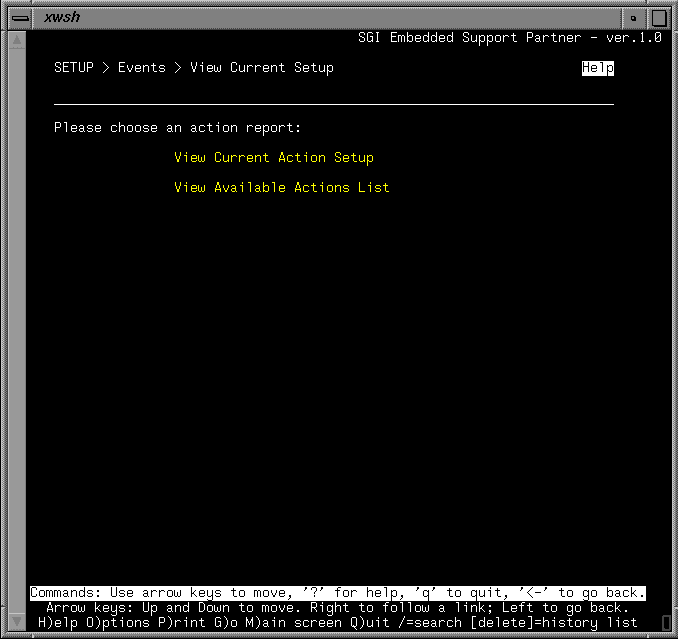 xwsh
SGI Embedded Support Partner - ver.1.0
SETUP > Events > View Current Setup Help
Please choose an action report:
View Current Action Setup
View Available Actions List
Commands: Use arrow keys to move, '?' for help, 'q' to quit, '<-' to go back.
Arrow keys: Up and Down to move. Right to follow a link; Left to go back.
H)elp O)ptions P)rint G)o M)ain screen Q)uit /=search [delete]=history list